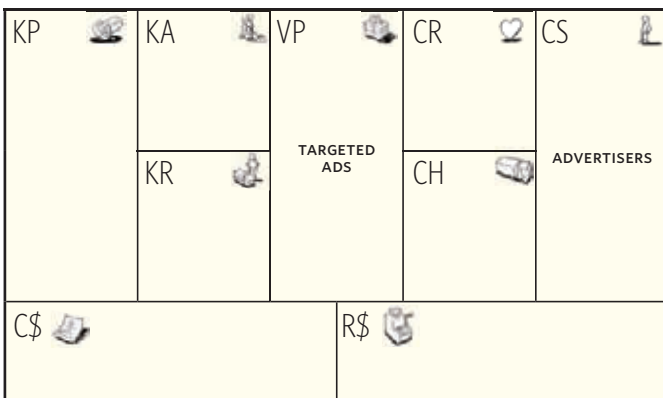 KP
KA
VP
CR
CS
TARGETED
ADS
ADVERTISERS
KR
CH
C$
R$